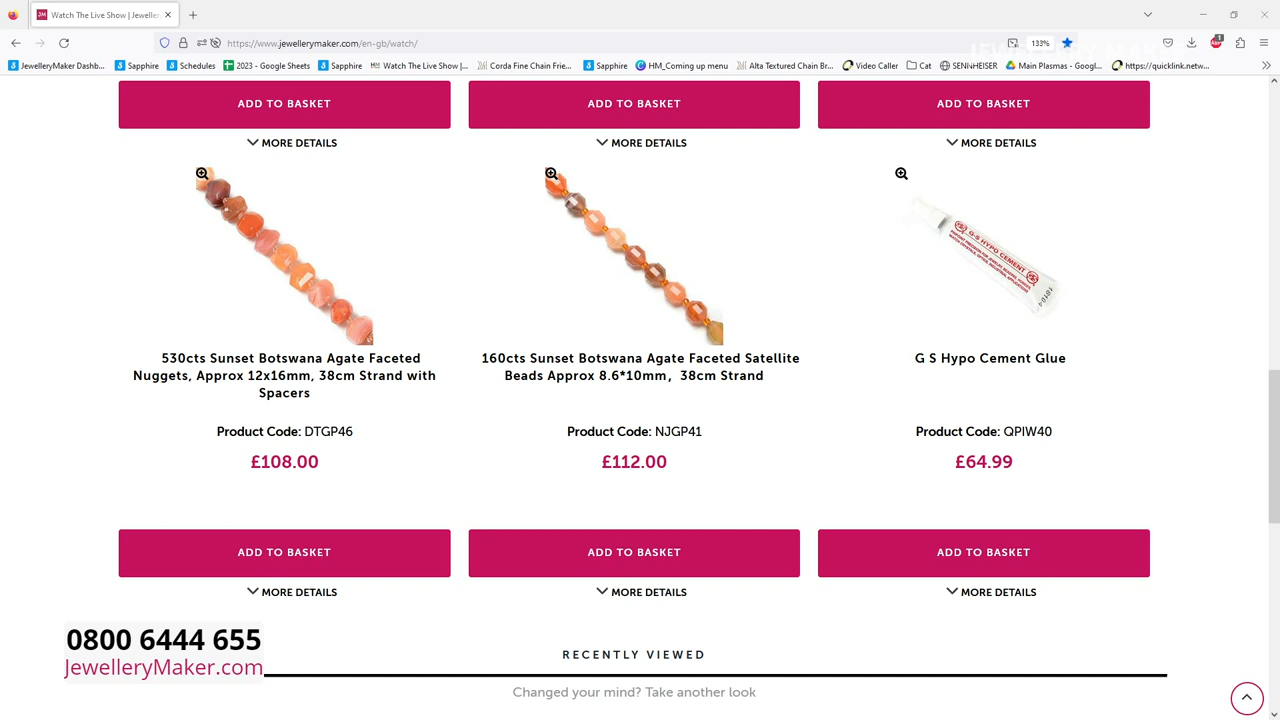 Watch The Live Show | Jeweller
https://www.jewellerymaker.com/en-gb/watch/
133%
JewelleryMaker Dashb...
Sapphire
Schedules
2023 - Google Sheets
Sapphire
Watch The Live Show |...
Corda Fine Chain Frie...
Sapphire
HM_Coming up menu
Alta Textured Chain Br...
Video Caller
Cat
SENNHEISER
Main Plasmas - Googl...
https://quicklink.netw...
ADD TO BASKET
ADD TO BASKET
ADD TO BASKET
MORE DETAILS
MORE DETAILS
MORE DETAILS
G-S HYPO CEMENT
530cts Sunset Botswana Agate Faceted
Nuggets, Approx 12x16mm, 38cm Strand with
Spacers
160cts Sunset Botswana Agate Faceted Satellite
Beads Approx 8.6*10mm，38cm Strand
G S Hypo Cement Glue
Product Code: DTGP46
Product Code: NJGP41
Product Code: QPIW40
£108.00
£112.00
£64.99
ADD TO BASKET
ADD TO BASKET
ADD TO BASKET
MORE DETAILS
MORE DETAILS
MORE DETAILS
0800 6444 655
JewelleryMaker.com
RECENTLY VIEWED
Changed your mind? Take another look